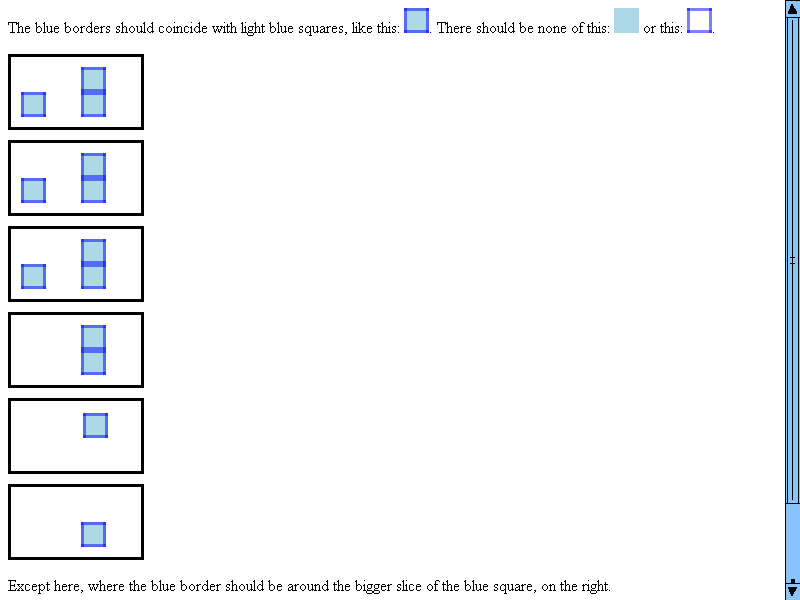 The blue borders should coincide with light blue squares, like this: . There should be none of this: or this: .
Except here, where the blue border should be around the bigger slice of the blue square, on the right.